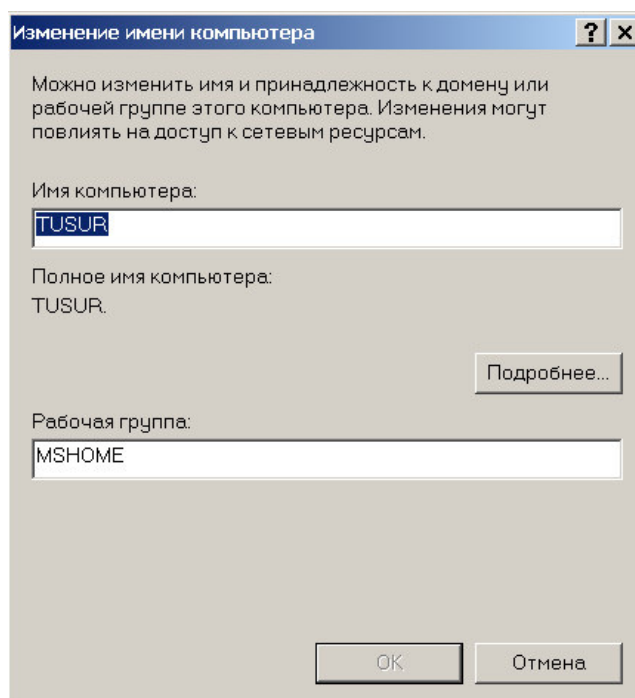 Изменение имени компьютера
Можно изменить имя и принадлежность к домену или
рабочей группе этого компьютера. Изменения могут
повлиять на доступ к сетевым ресурсам.
Имя компьютера:
TUSUR
Полное имя компьютера:
TUSUR.
Подробнее...
Рабочая группа:
MSHOME
OK
Отмена